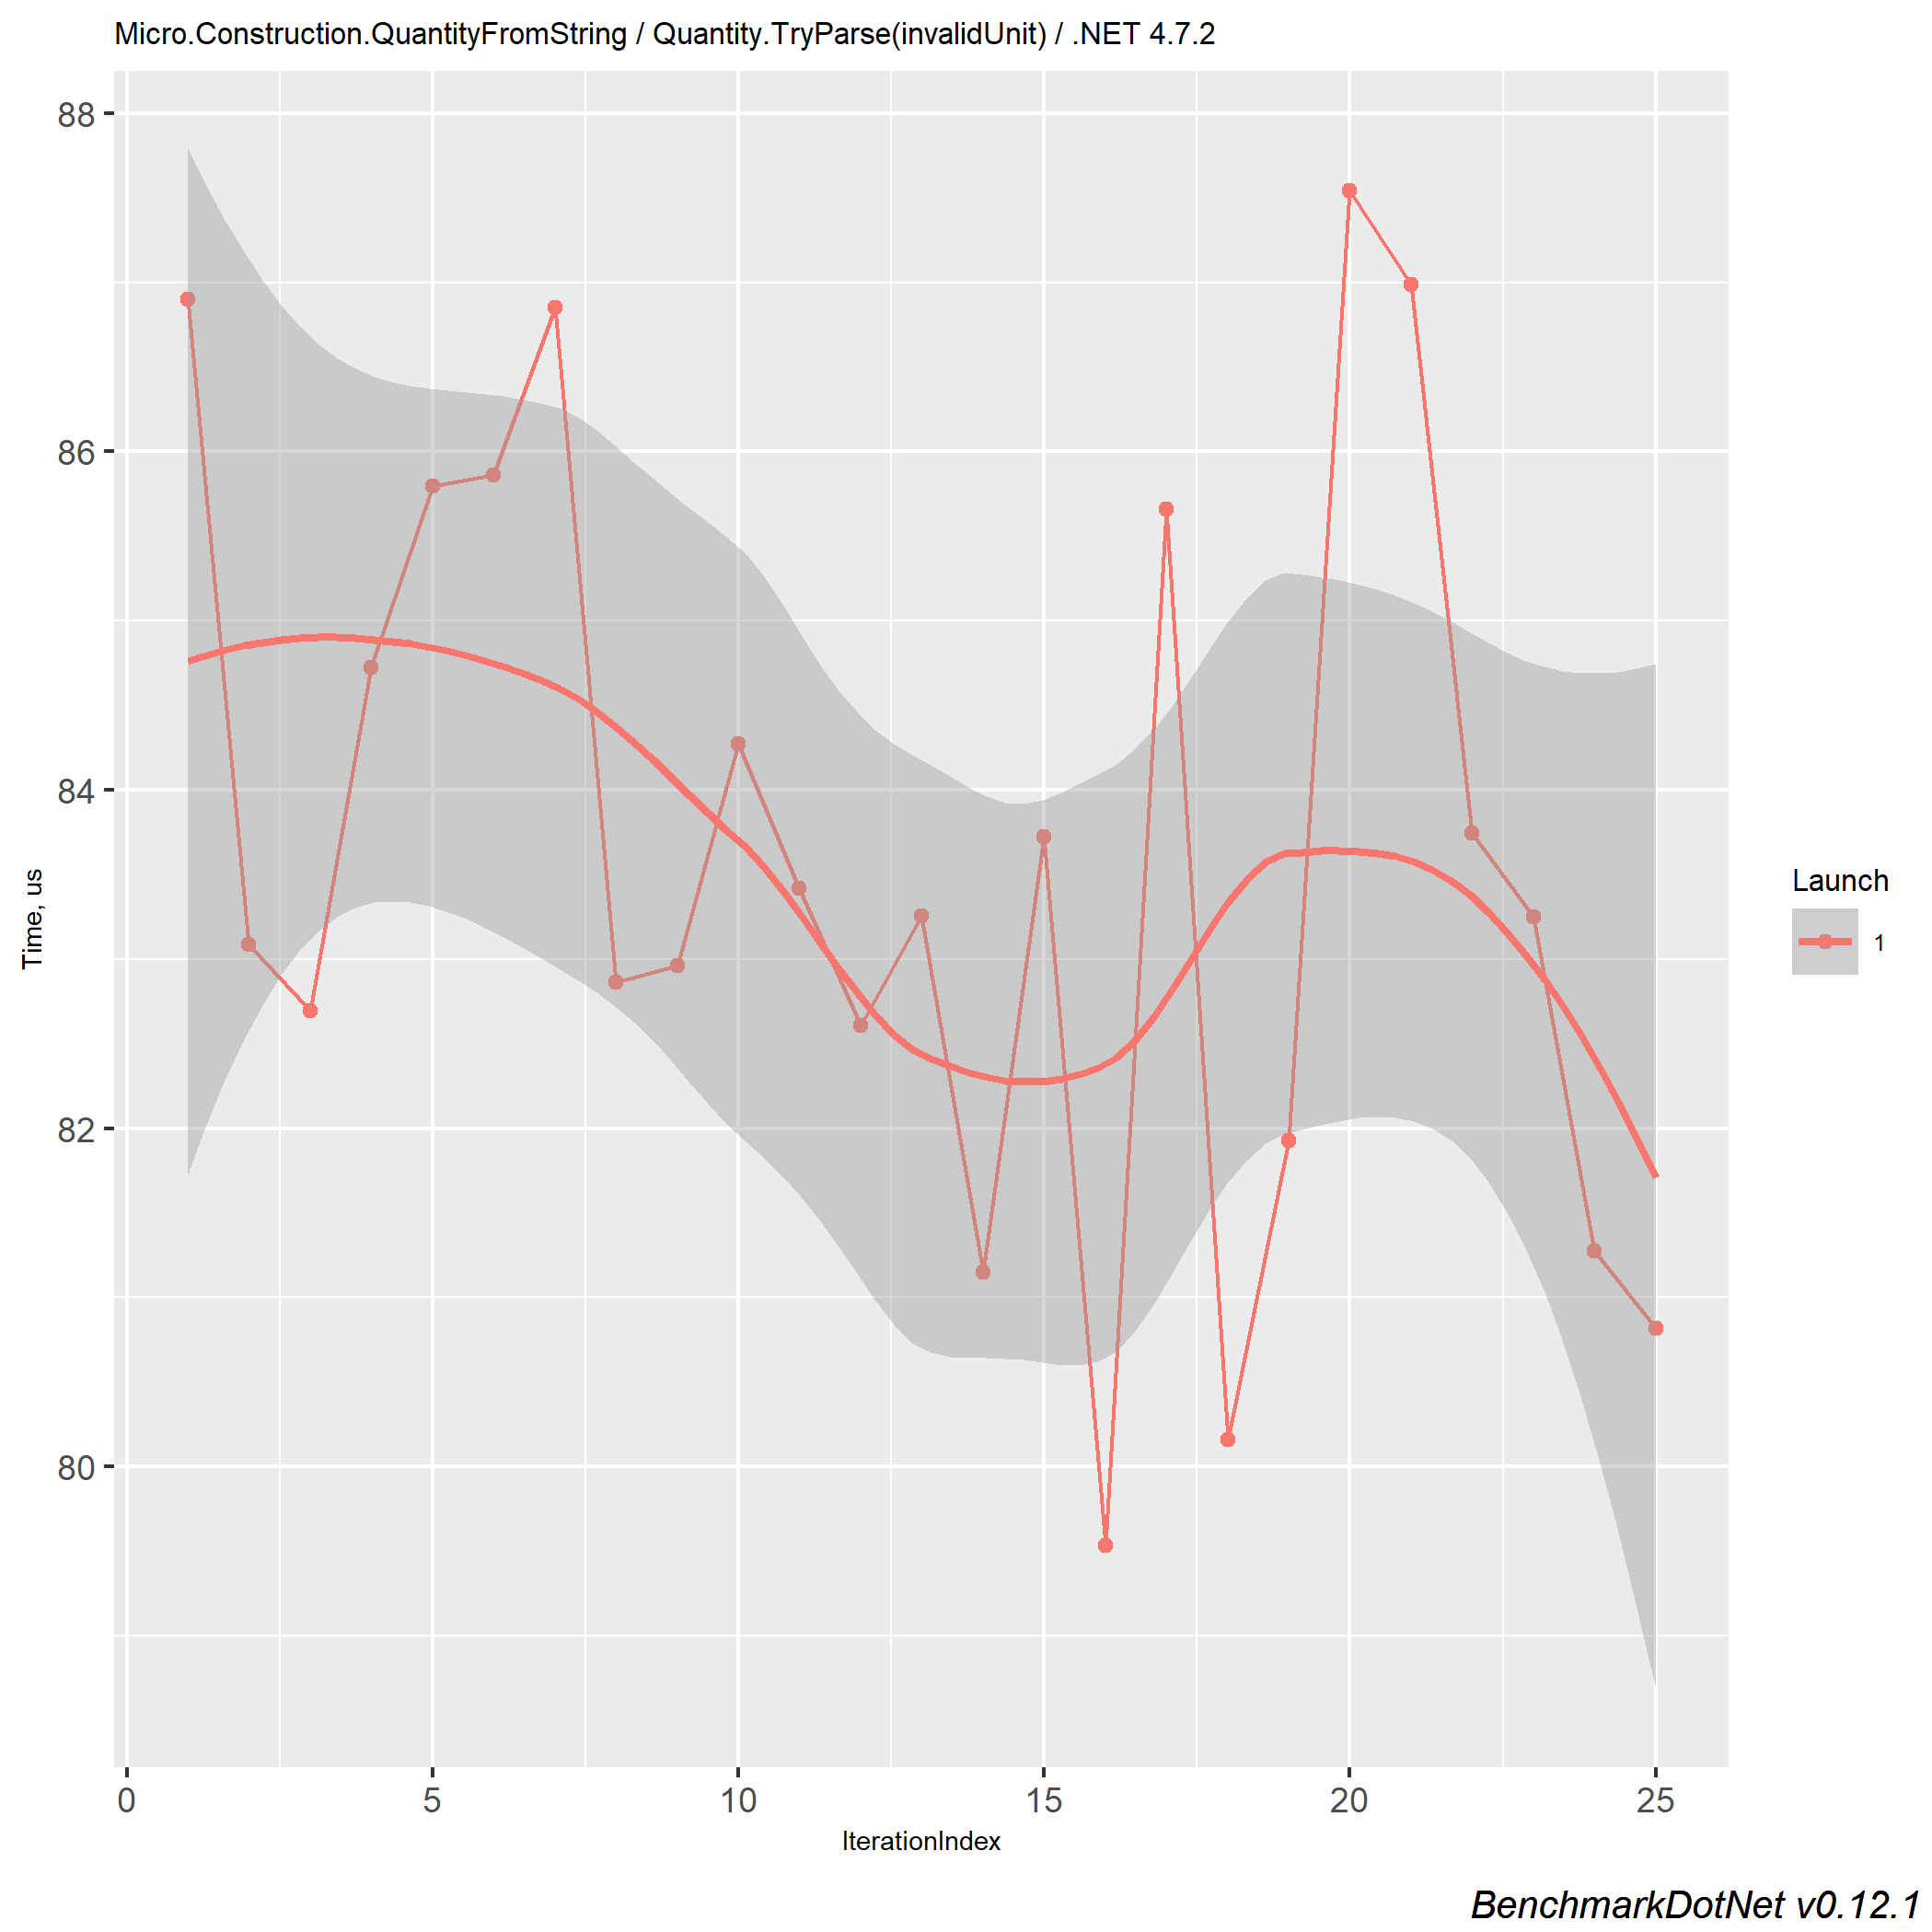 Micro.Construction.QuantityFromString / Quantity.TryParse(invalidUnit) / .NET 4.7.2
88
86
84
82
80
Time, us
0 5 10 15 20 25
IterationIndex
Launch
1
BenchmarkDotNet v0.12.1